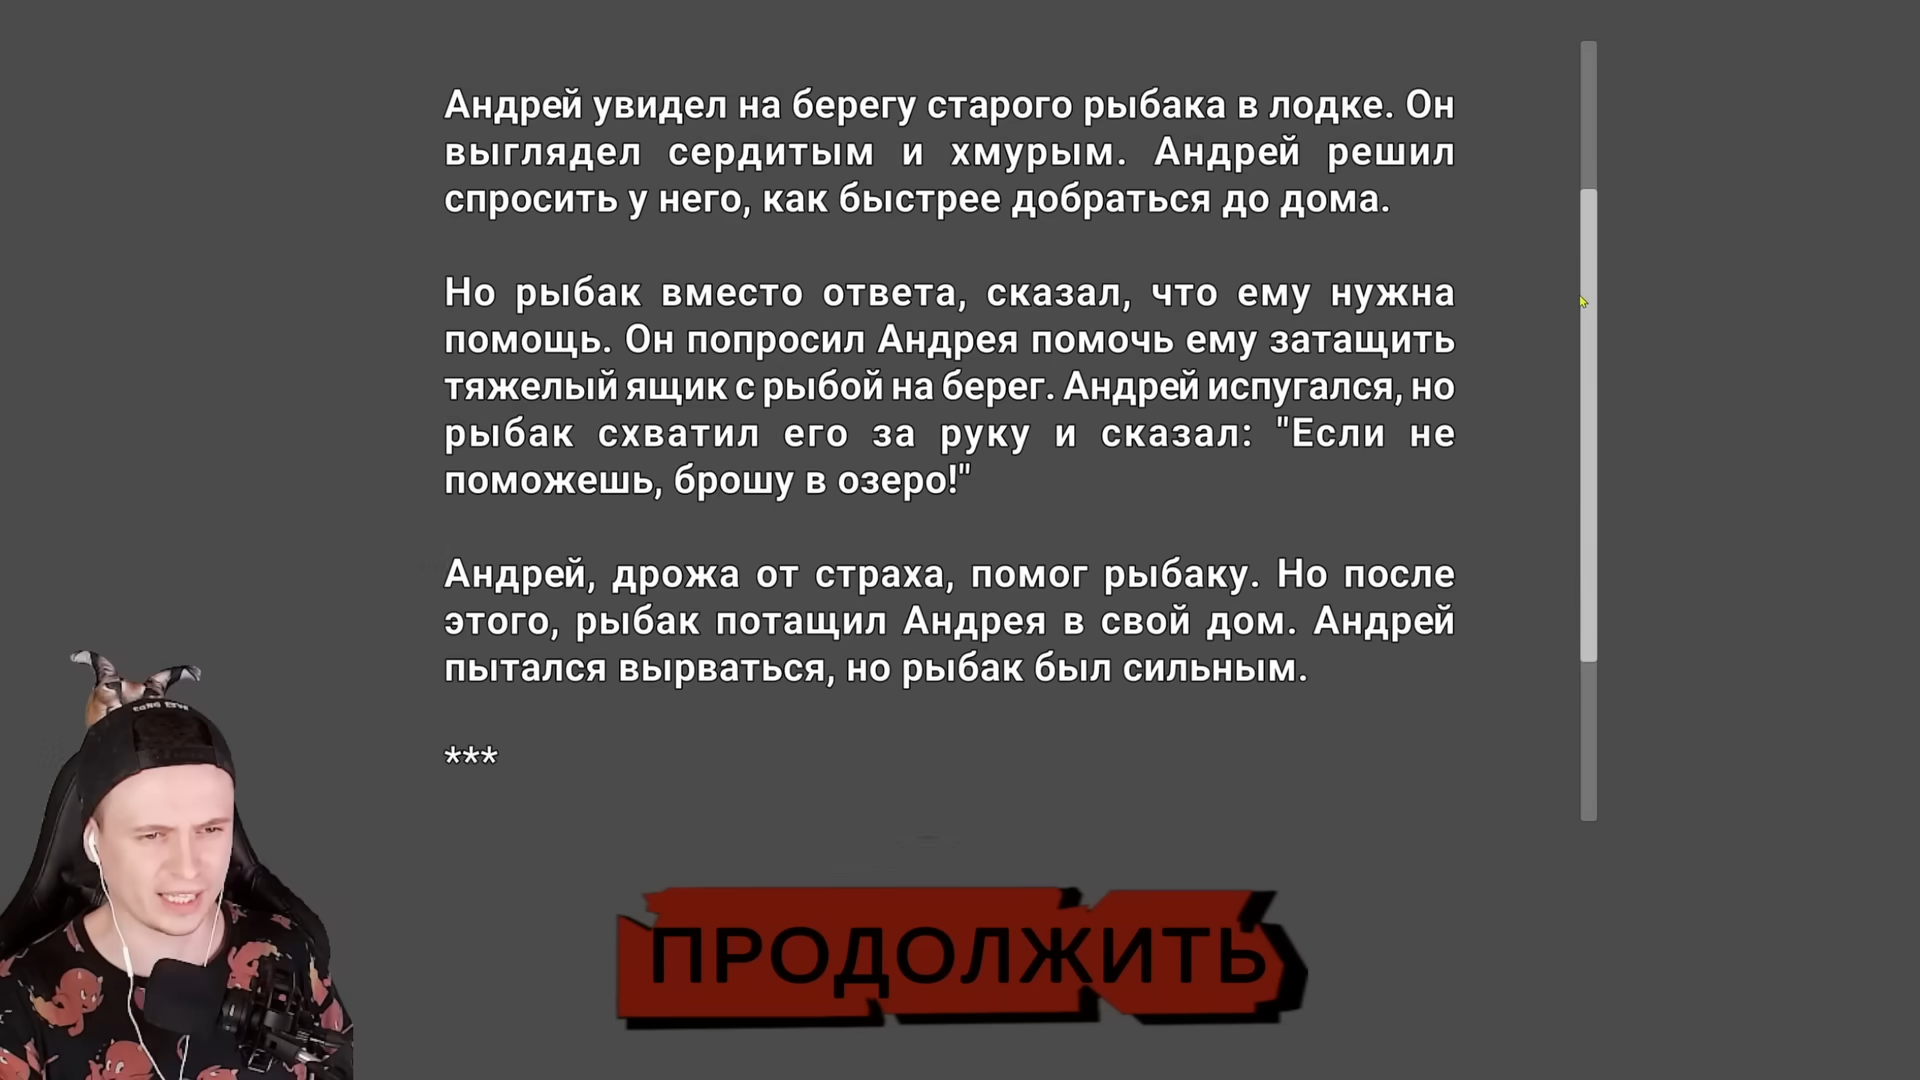 Андрей увидел на берегу старого рыбака в лодке. Он
выглядел сердитым и хмурым. Андрей решил
спросить у него, как быстрее добраться до дома.
Но рыбак вместо ответа, сказал, что ему нужна
помощь. Он попросил Андрея помочь ему затащить
тяжелый ящик с рыбой на берег. Андрей испугался, но
рыбак схватил его за руку и сказал: "Если не
поможешь, брошу в озеро!"
Андрей, дрожа от страха, помог рыбаку. Но после
этого, рыбак потащил Андрея в свой дом. Андрей
пытался вырваться, но рыбак был сильным.
***
ПРОДОЛЖИТЬ